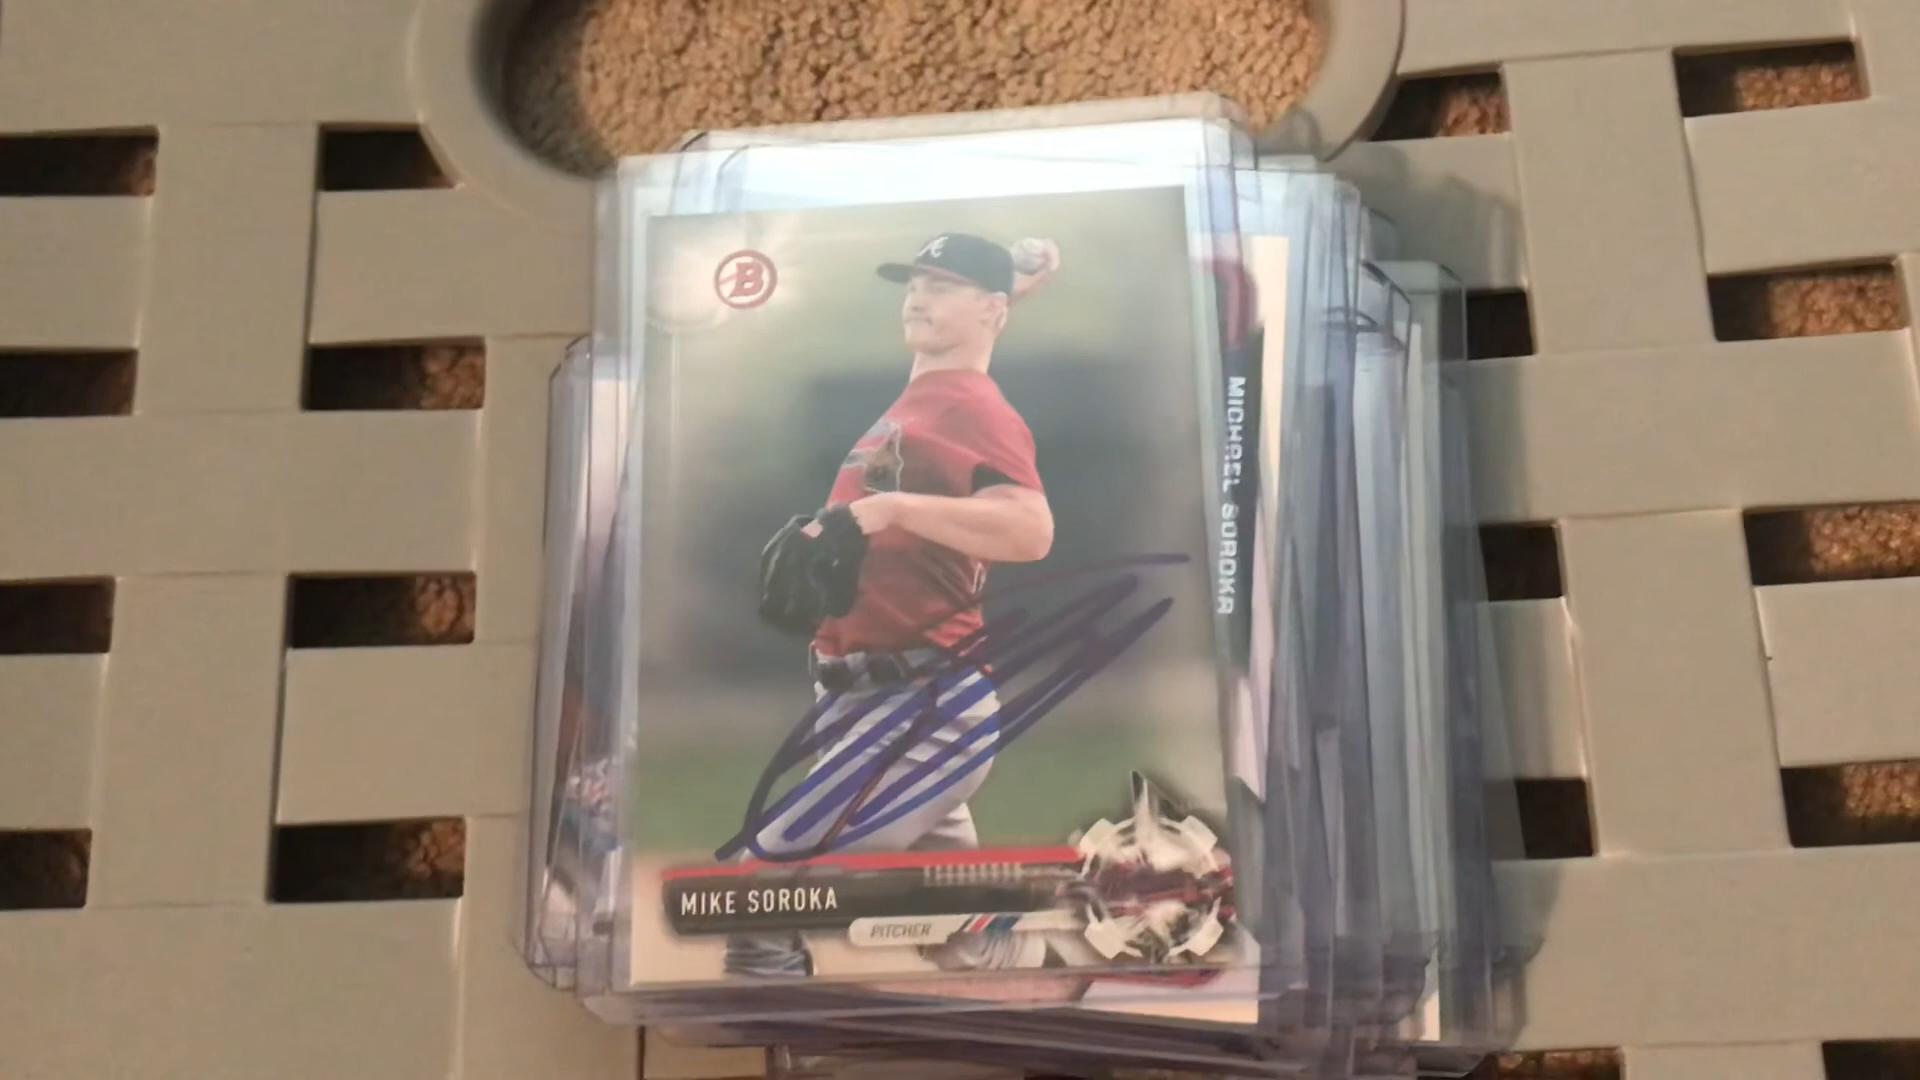 B
A
MICHAEL SOROKA
MIKE SOROKA
PITCHER